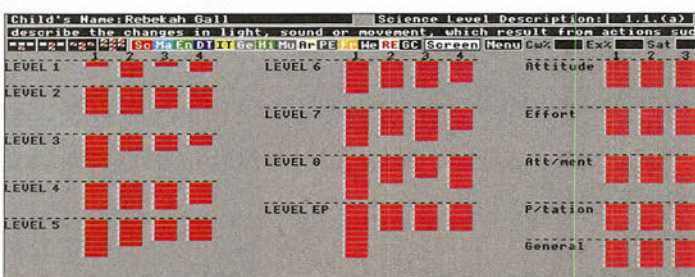 Child's Name: Rebekah Gall Science Level Description: 1.1.(a)
describe the changes in light, sound or movement, which result from actions suc
Sc Ma En DT IT Ge Hi Mu Ar PE Fr We RE GC Screen Menu Cw% Ex% Sat
1 2 3 4 1 2 3 4 1 2 3
LEVEL 1 LEVEL 6 Attitude
LEVEL 2 LEVEL 7 Effort
LEVEL 3 LEVEL 8 Att/ment
LEVEL 4 LEVEL EP P/tation
LEVEL 5 General